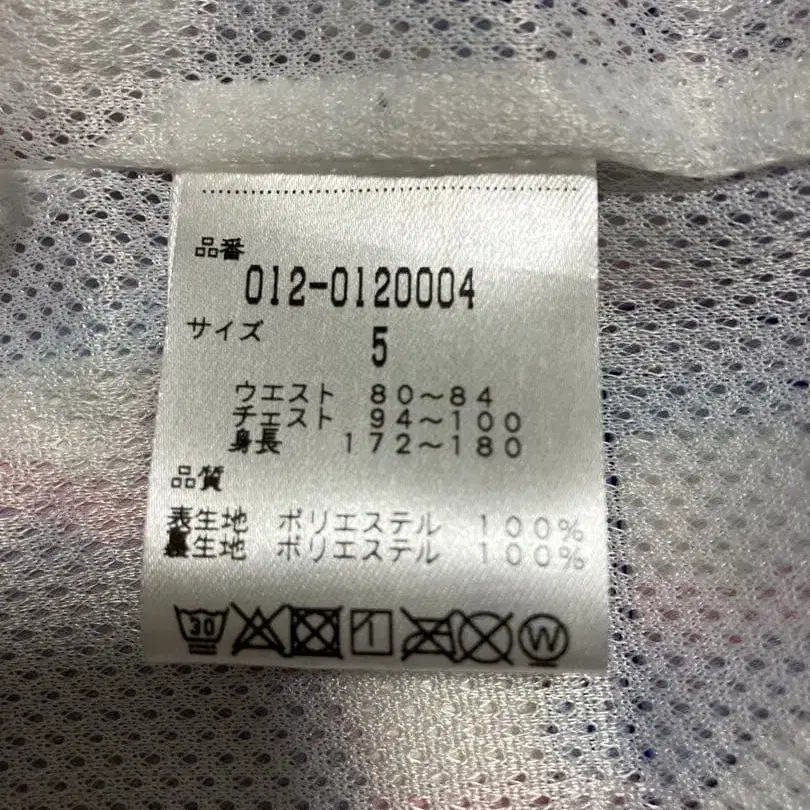 品番
012-0120004
サイズ
5
ウエスト 80～84
チェスト 94～100
身長 172～180
品質
表生地 ポリエステル 100%
裏生地 ポリエステル 100%
30 W